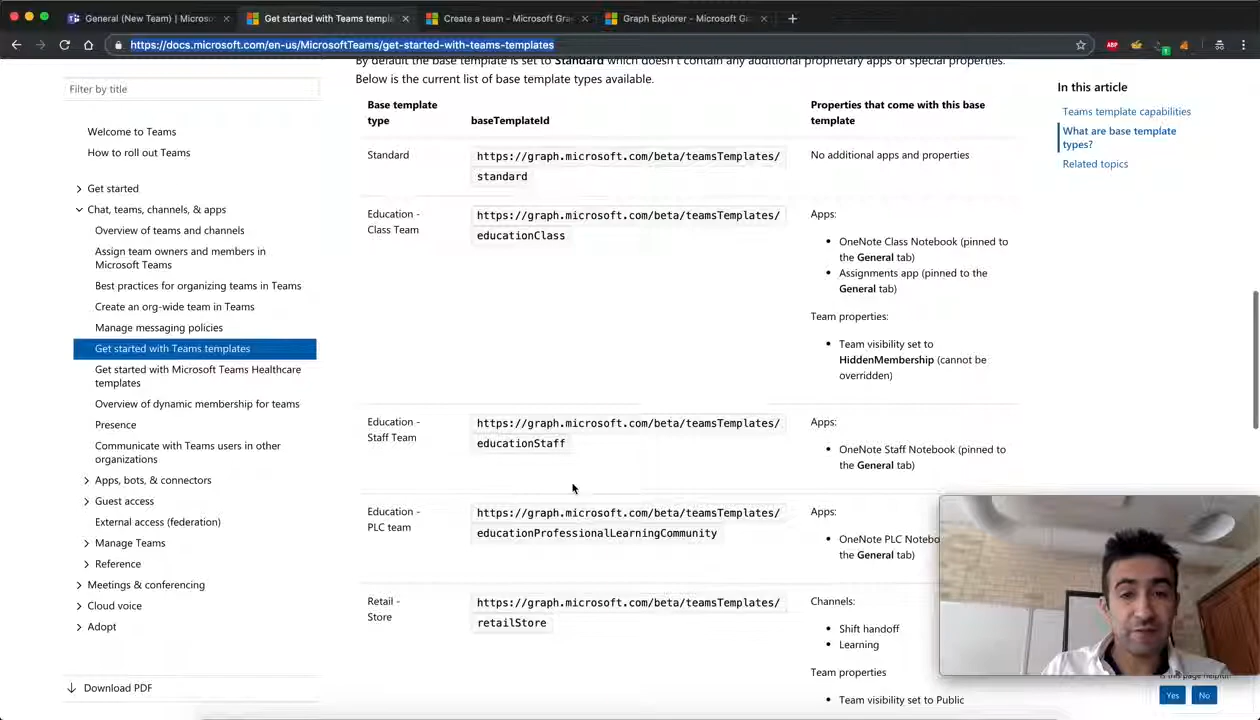 General (New Team) | Microso
Get started with Teams templa
Create a team - Microsoft Gra
Graph Explorer - Microsoft G
https://docs.microsoft.com/en-us/MicrosoftTeams/get-started-with-teams-templates
ABP
1
Filter by title
Welcome to Teams
How to roll out Teams
Get started
Chat, teams, channels, & apps
Overview of teams and channels
Assign team owners and members in
Microsoft Teams
Best practices for organizing teams in Teams
Create an org-wide team in Teams
Manage messaging policies
Get started with Teams templates
Get started with Microsoft Teams Healthcare
templates
Overview of dynamic membership for teams
Presence
Communicate with Teams users in other
organizations
Apps, bots, & connectors
Guest access
External access (federation)
Manage Teams
Reference
Meetings & conferencing
Cloud voice
Adopt
Download PDF
By default the base template is set to Standard which doesn't contain any additional proprietary apps or special properties.
Below is the current list of base template types available.
Base template
type
baseTemplateId
Properties that come with this base
template
Standard
https://graph.microsoft.com/beta/teamsTemplates/
standard
No additional apps and properties
Education -
Class Team
https://graph.microsoft.com/beta/teamsTemplates/
educationClass
Apps:
• OneNote Class Notebook (pinned to
the General tab)
• Assignments app (pinned to the
General tab)
Team properties:
• Team visibility set to
HiddenMembership (cannot be
overridden)
Education -
Staff Team
https://graph.microsoft.com/beta/teamsTemplates/
educationStaff
Apps:
• OneNote Staff Notebook (pinned to
the General tab)
Education -
PLC team
https://graph.microsoft.com/beta/teamsTemplates/
educationProfessionalLearningCommunity
Apps:
• OneNote PLC Notebo
the General tab)
Retail -
Store
https://graph.microsoft.com/beta/teamsTemplates/
retailStore
Channels:
• Shift handoff
• Learning
Team properties
• Team visibility set to Public
In this article
Teams template capabilities
What are base template
types?
Related topics
Is this page helpful?
Yes
No